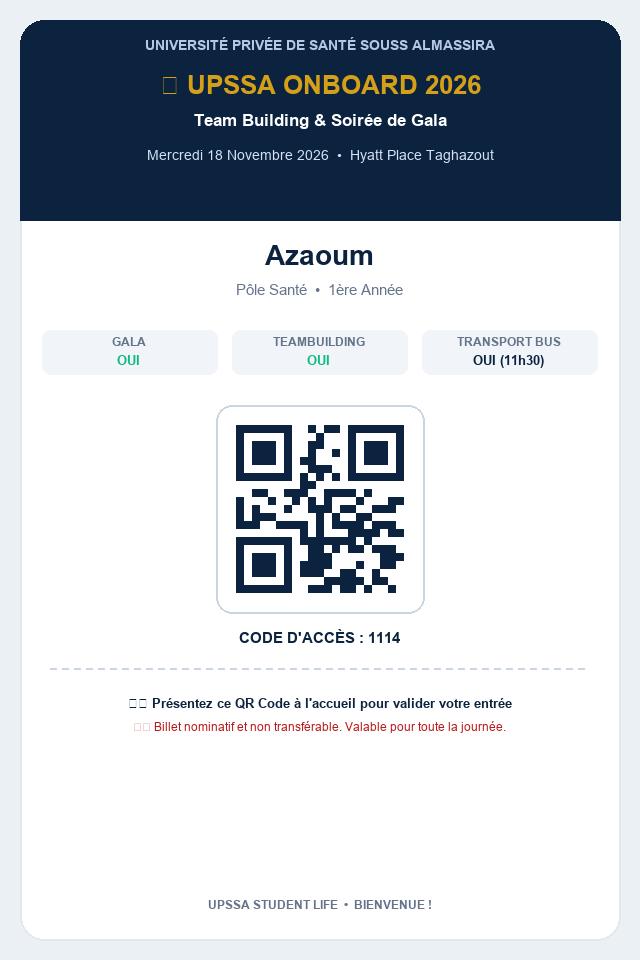 UNIVERSITÉ PRIVÉE DE SANTÉ SOUSS ALMASSIRA
UPSSA ONBOARD 2026
Team Building & Soirée de Gala
Mercredi 18 Novembre 2026 • Hyatt Place Taghazout
Azaoum
Pôle Santé • 1ère Année
GALA
OUI
TEAMBUILDING
OUI
TRANSPORT BUS
OUI (11h30)
CODE D'ACCÈS : 1114
Présentez ce QR Code à l'accueil pour valider votre entrée
Billet nominatif et non transférable. Valable pour toute la journée.
UPSSA STUDENT LIFE • BIENVENUE !